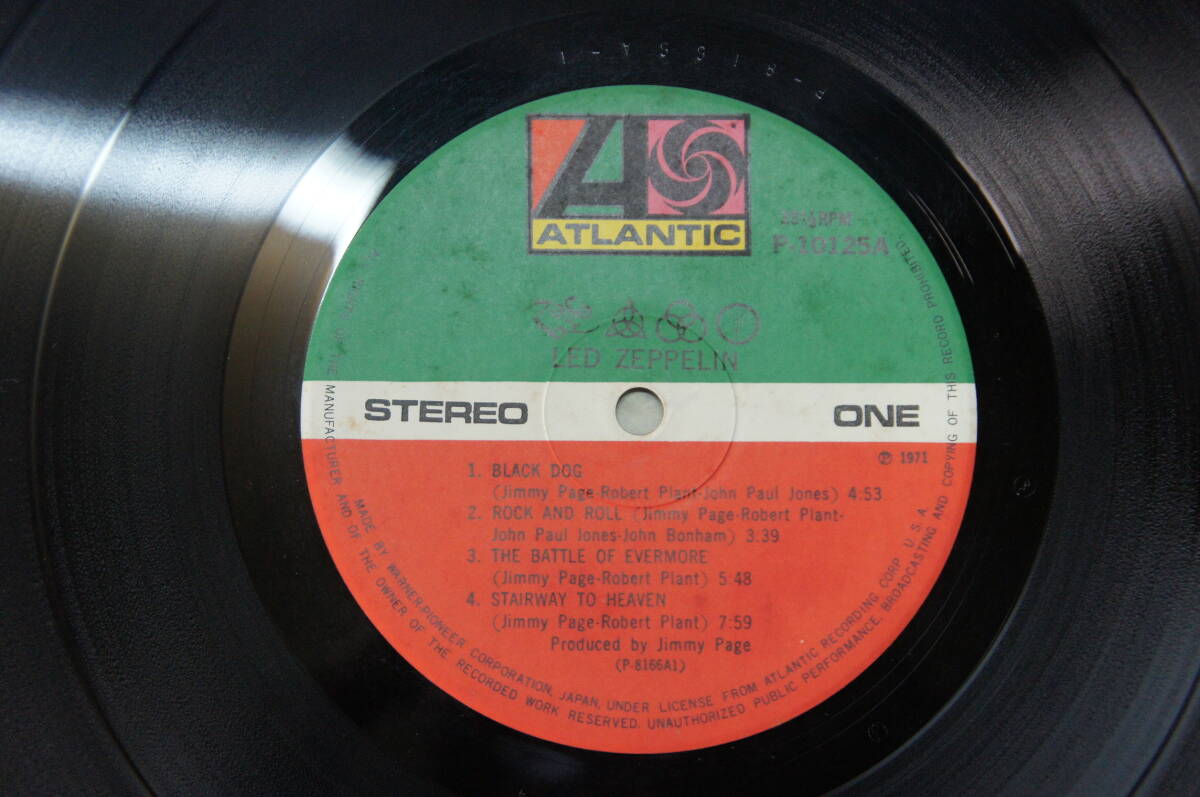 ATLANTIC
33⅓RPM
P-10125A
LED ZEPPELIN
STEREO
ONE
Ⓟ 1971
1. BLACK DOG
(Jimmy Page-Robert Plant-John Paul Jones) 4:53
2. ROCK AND ROLL (Jimmy Page-Robert Plant-
John Paul Jones-John Bonham) 3:39
3. THE BATTLE OF EVERMORE
(Jimmy Page-Robert Plant) 5:48
4. STAIRWAY TO HEAVEN
(Jimmy Page-Robert Plant) 7:59
Produced by Jimmy Page
(P-8166A1)
MADE BY WARNER-PIONEER CORPORATION, JAPAN, UNDER LICENSE FROM ATLANTIC RECORDING CORP. U.S.A.
MANUFACTURER AND OF THE OWNER OF THE RECORDED WORK RESERVED. UNAUTHORIZED PUBLIC PERFORMANCE, BROADCASTING AND COPYING OF THIS RECORD PROHIBITED.